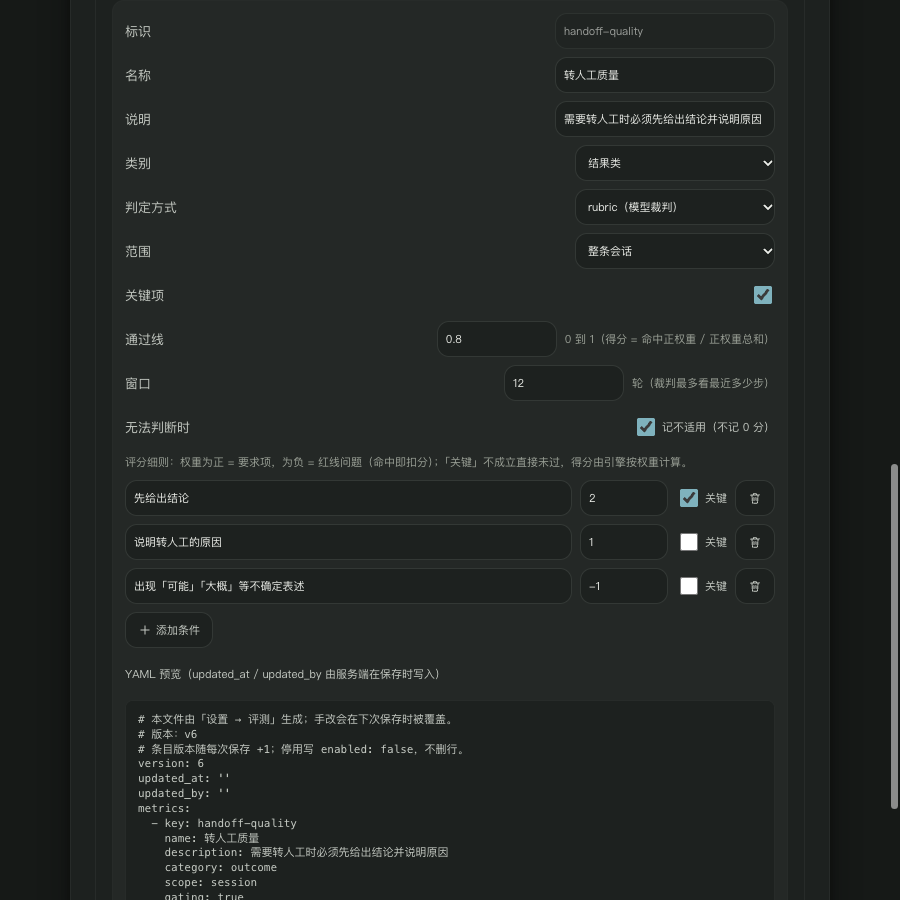 标识 handoff-quality
名称 转人工质量
说明 需要转人工时必须先给出结论并说明原因
类别 结果类
判定方式 rubric（模型裁判）
范围 整条会话
关键项
通过线 0.8 0 到 1（得分 = 命中正权重 / 正权重总和）
窗口 12 轮（裁判最多看最近多少步）
无法判断时 记不适用（不记 0 分）
评分细则：权重为正 = 要求项，为负 = 红线问题（命中即扣分）；「关键」不成立直接未过，得分由引擎按权重计算。
先给出结论 2 关键
说明转人工的原因 1 关键
出现「可能」「大概」等不确定表述 -1 关键
+ 添加条件
YAML 预览（updated_at / updated_by 由服务端在保存时写入）
# 本文件由「设置 → 评测」生成；手改会在下次保存时被覆盖。
# 版本：v6
# 条目版本随每次保存 +1；停用写 enabled: false，不删行。
version: 6
updated_at: ''
updated_by: ''
metrics:
- key: handoff-quality
name: 转人工质量
description: 需要转人工时必须先给出结论并说明原因
category: outcome
scope: session
gating: true